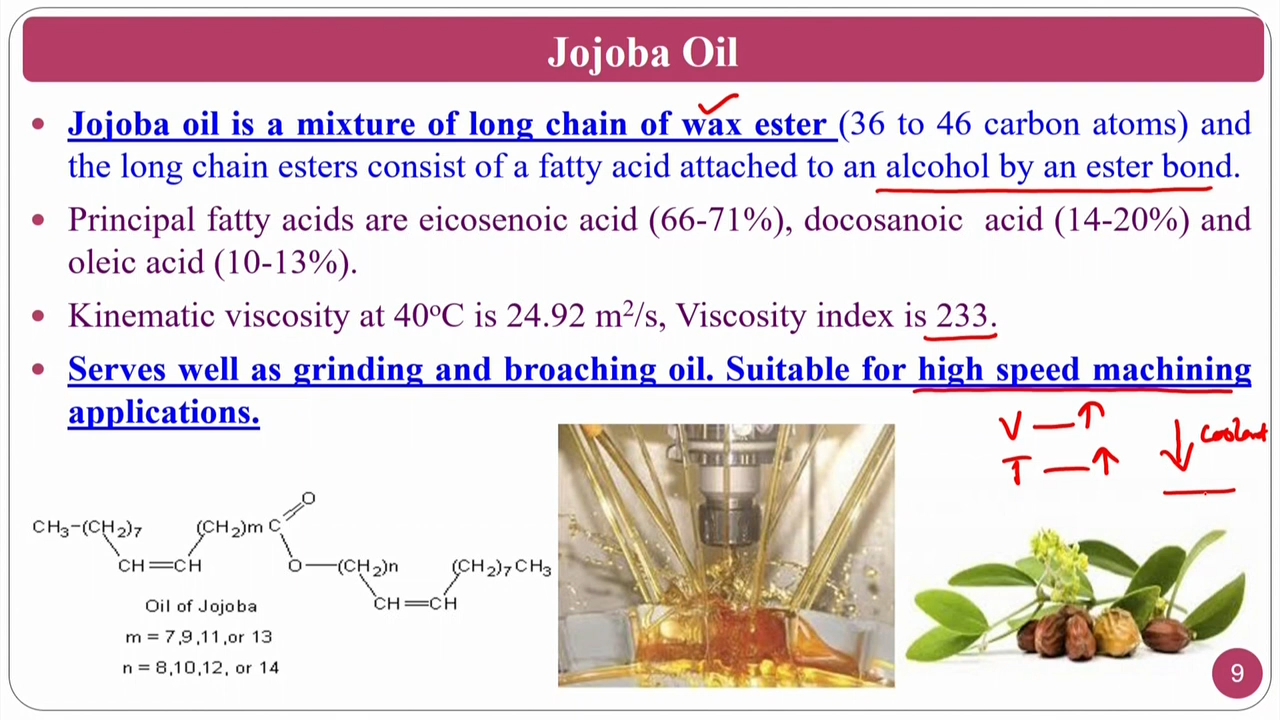 Jojoba Oil
• Jojoba oil is a mixture of long chain of wax ester (36 to 46 carbon atoms) and
the long chain esters consist of a fatty acid attached to an alcohol by an ester bond.
• Principal fatty acids are eicosenoic acid (66-71%), docosanoic acid (14-20%) and
oleic acid (10-13%).
• Kinematic viscosity at 40°C is 24.92 m²/s, Viscosity index is 233.
• Serves well as grinding and broaching oil. Suitable for high speed machining
applications.
V — ↑
T — ↑
↓ coolant
O
CH₃-(CH₂)₇ (CH₂)m C
CH=CH O—(CH₂)n (CH₂)₇CH₃
CH=CH
Oil of Jojoba
m = 7,9,11,or 13
n = 8,10,12, or 14
9